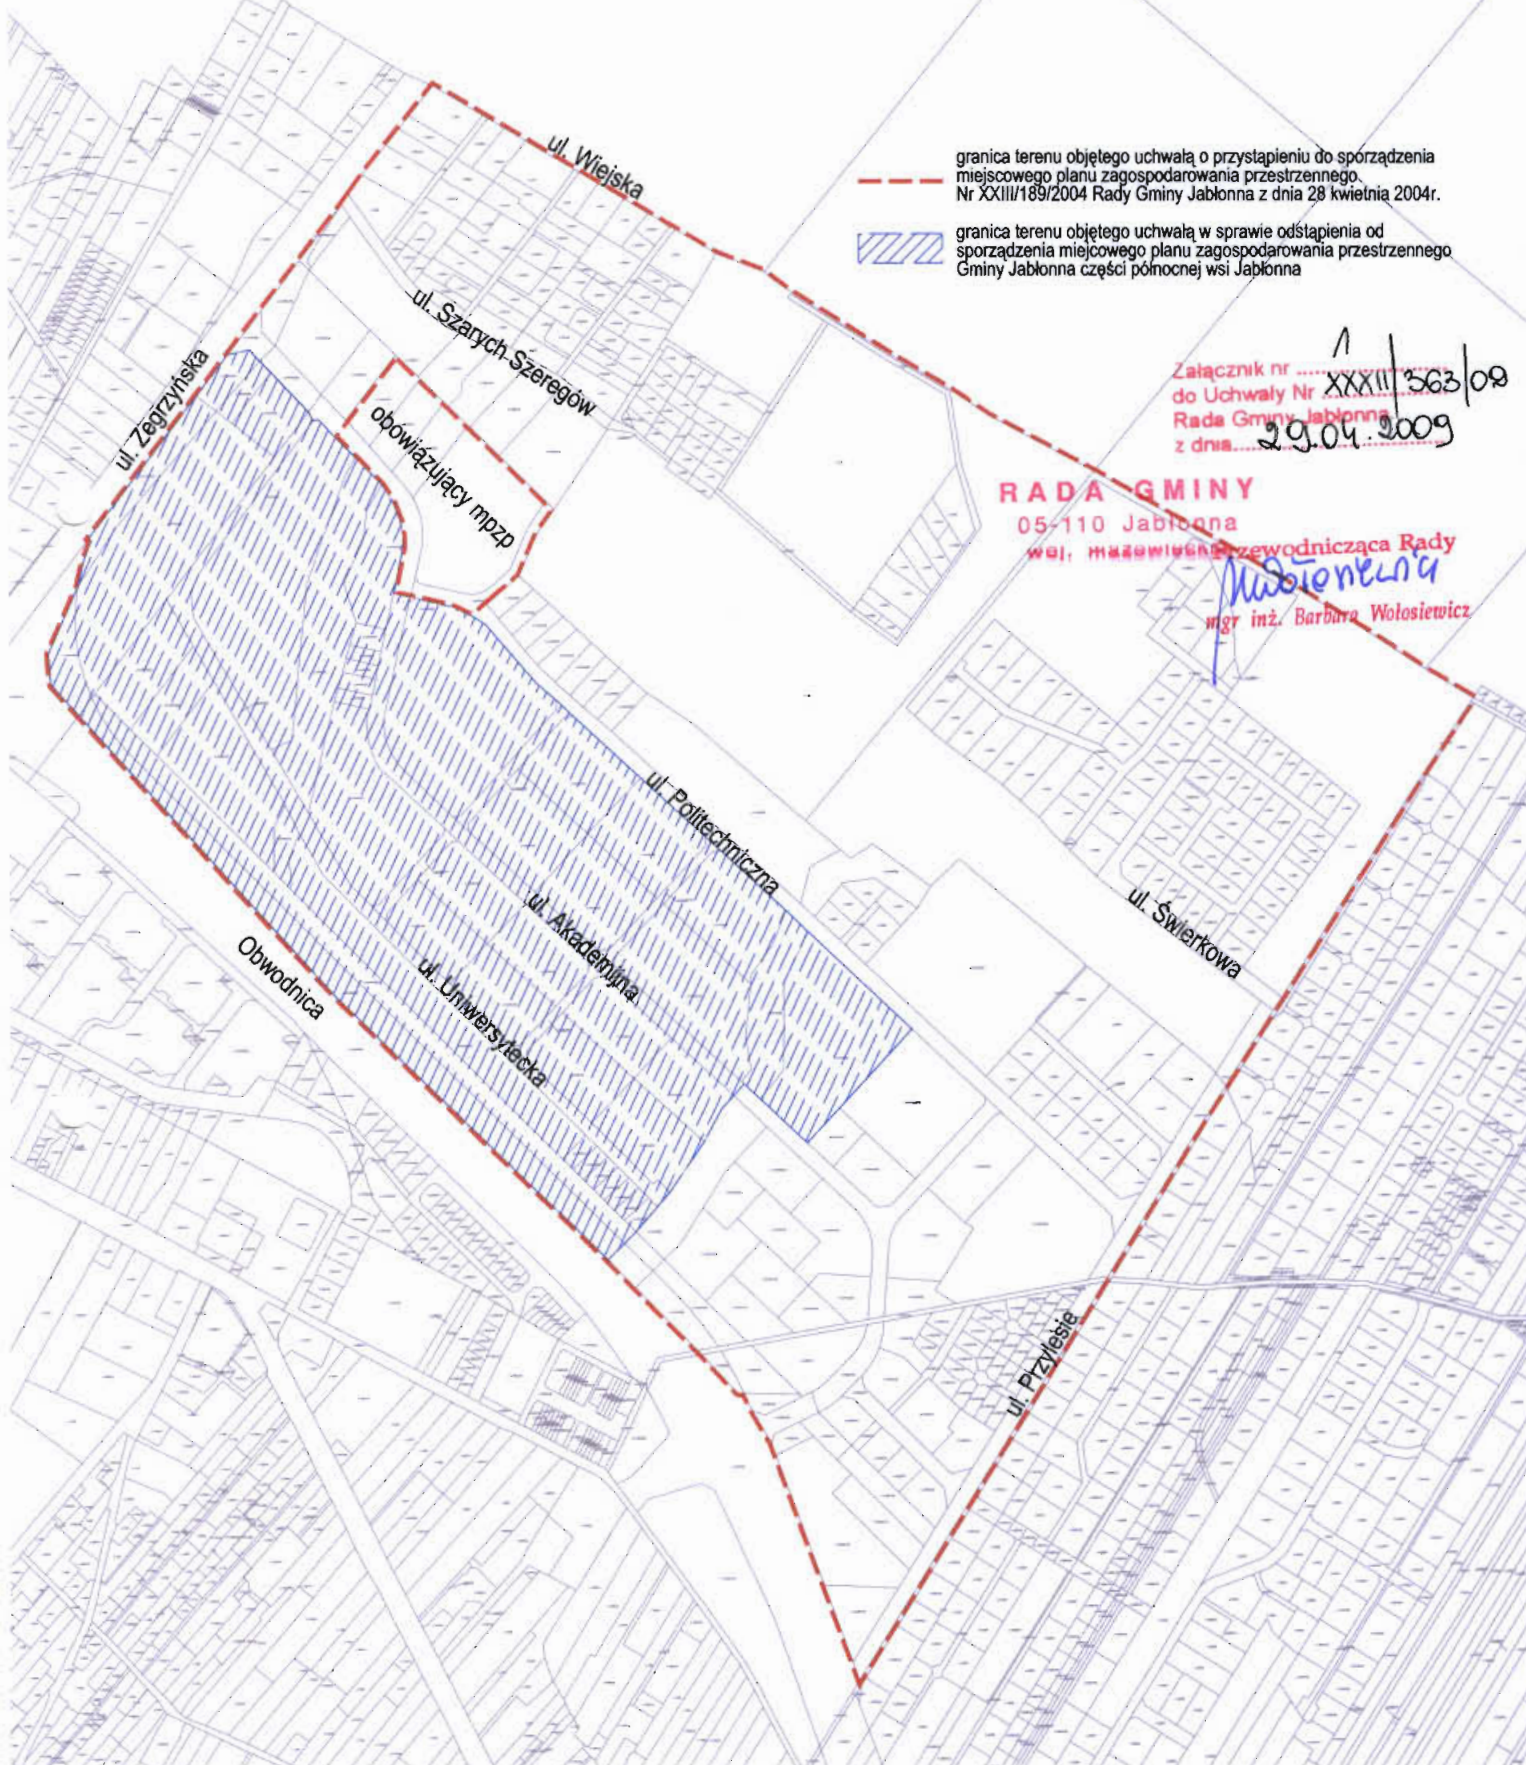 ul. Wiejska
granica terenu objętego uchwałą o przystąpieniu do sporządzenia
miejscowego planu zagospodarowania przestrzennego.
Nr XXIII/189/2004 Rady Gminy Jabłonna z dnia 28 kwietnia 2004r.
granica terenu objętego uchwałą w sprawie odstąpienia od
sporządzenia miejcowego planu zagospodarowania przestrzennego
Gminy Jabłonna części północnej wsi Jabłonna
ul. Szarych Szeregów
ul. Zegrzyńska
obowiązujący mpzp
Załącznik nr 1
do Uchwały Nr XXXII/363/09
Rada Gminy Jabłonna
z dnia 29.04.2009
RADA GMINY
05-110 Jabłonna
woj. mazowieckie
Przewodnicząca Rady
mgr inż. Barbara Wołosiewicz
ul. Politechniczna
ul. Akademijna
ul. Uniwersytecka
Obwodnica
ul. Świerkowa
ul. Przylesie